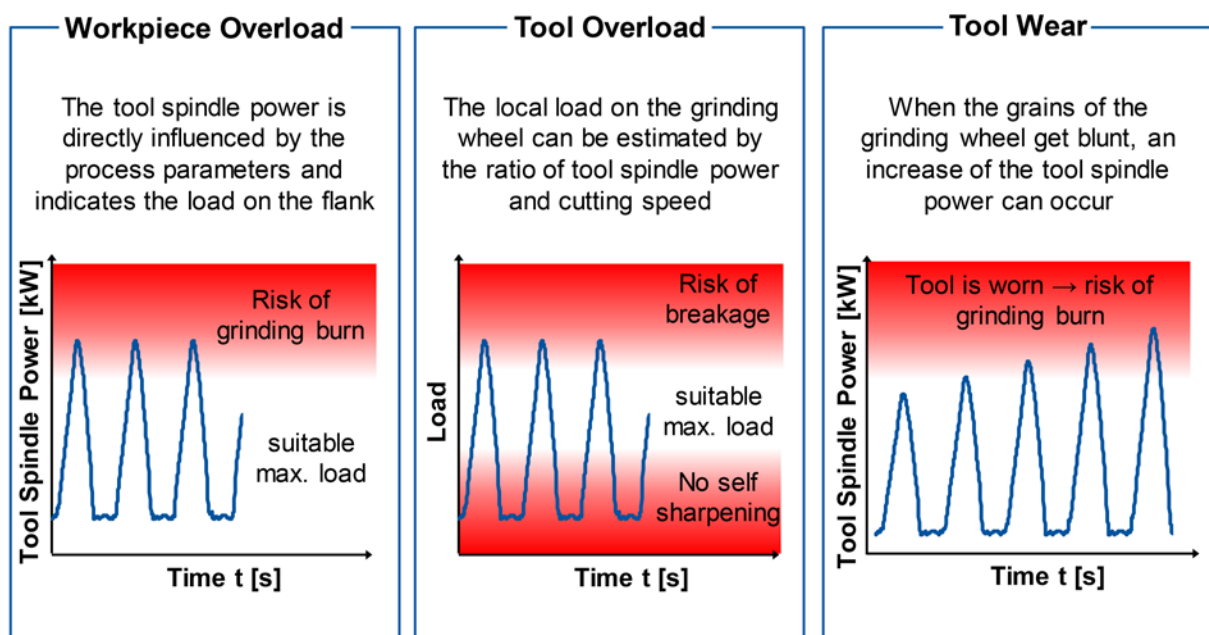 Workpiece Overload
The tool spindle power is
directly influenced by the
process parameters and
indicates the load on the flank
Tool Spindle Power [kW]
Risk of
grinding burn
suitable
max. load
Time t [s]
Tool Overload
The local load on the grinding
wheel can be estimated by
the ratio of tool spindle power
and cutting speed
Load
Risk of
breakage
suitable
max. load
No self
sharpening
Time t [s]
Tool Wear
When the grains of the
grinding wheel get blunt, an
increase of the tool spindle
power can occur
Tool Spindle Power [kW]
Tool is worn → risk of
grinding burn
Time t [s]